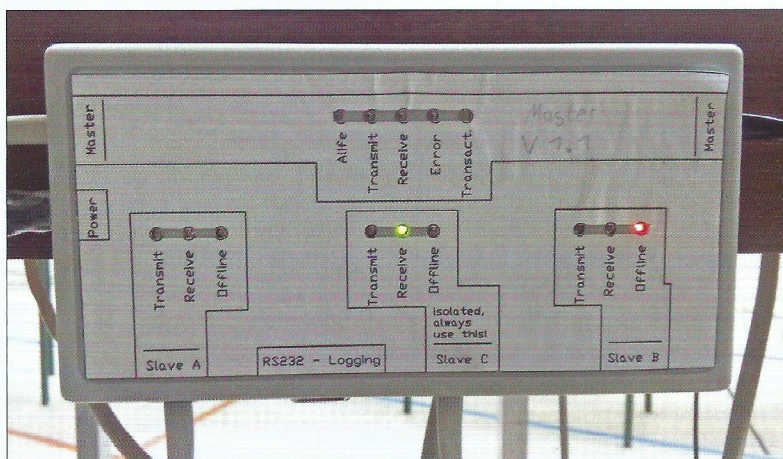 Master
Alife
Transmit
Receive
Error
Transact.
Master
V 1.1
Master
Power
Transmit
Receive
Offline
Slave A
RS232 - Logging
Transmit
Receive
Offline
isolated,
always
use this!
Slave C
Transmit
Receive
Offline
Slave B